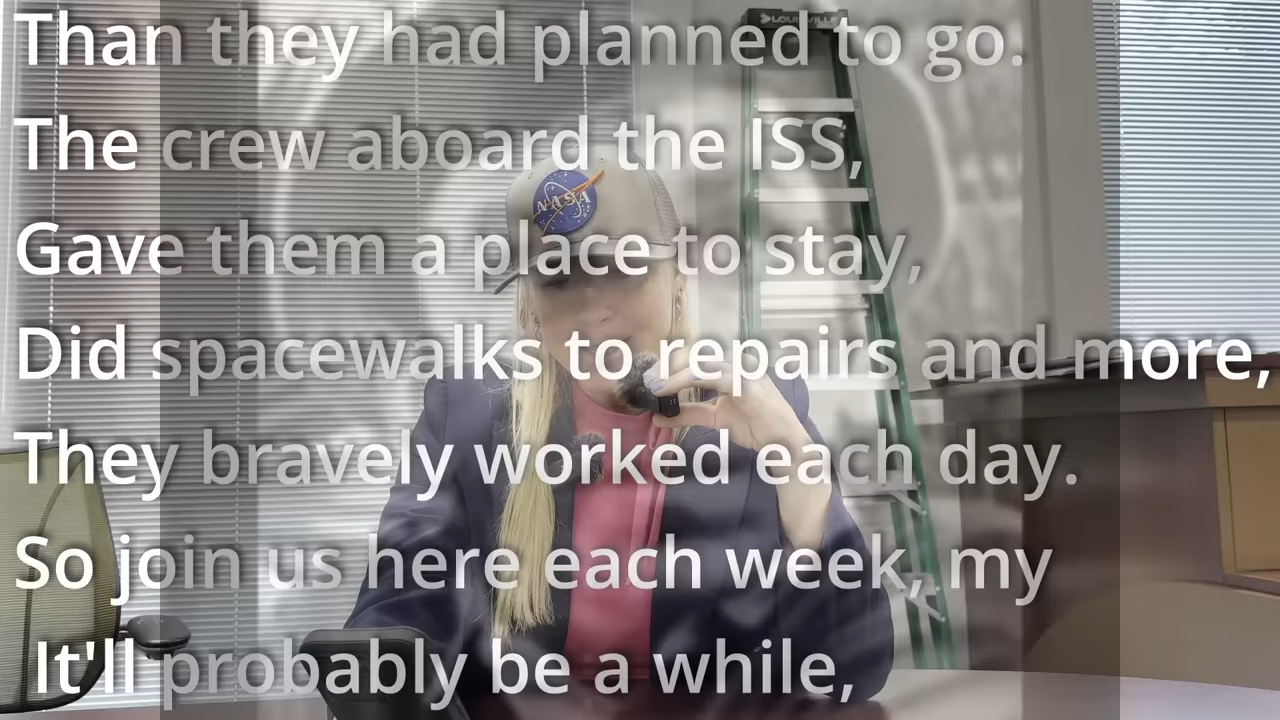 LOUISVILLE
Than they had planned to go.
The crew aboard the ISS,
NASA
Gave them a place to stay,
Did spacewalks to repairs and more,
They bravely worked each day.
So join us here each week, my
It'll probably be a while,